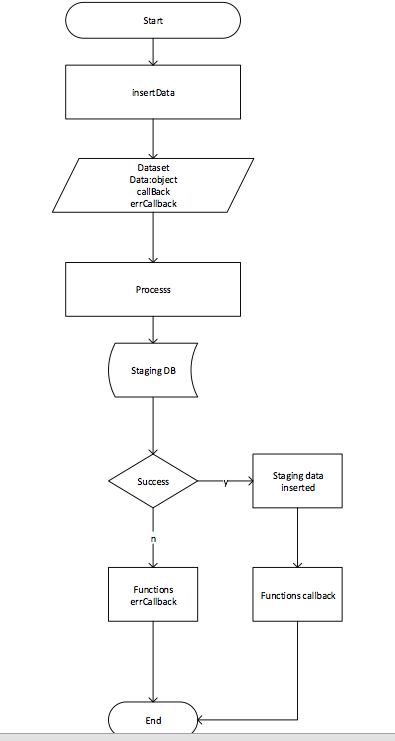 Start
insertData
Dataset
Data:object
callBack
errCallback
Processs
Staging DB
Success
y
Staging data
inserted
n
Functions
errCallback
Functions callback
End